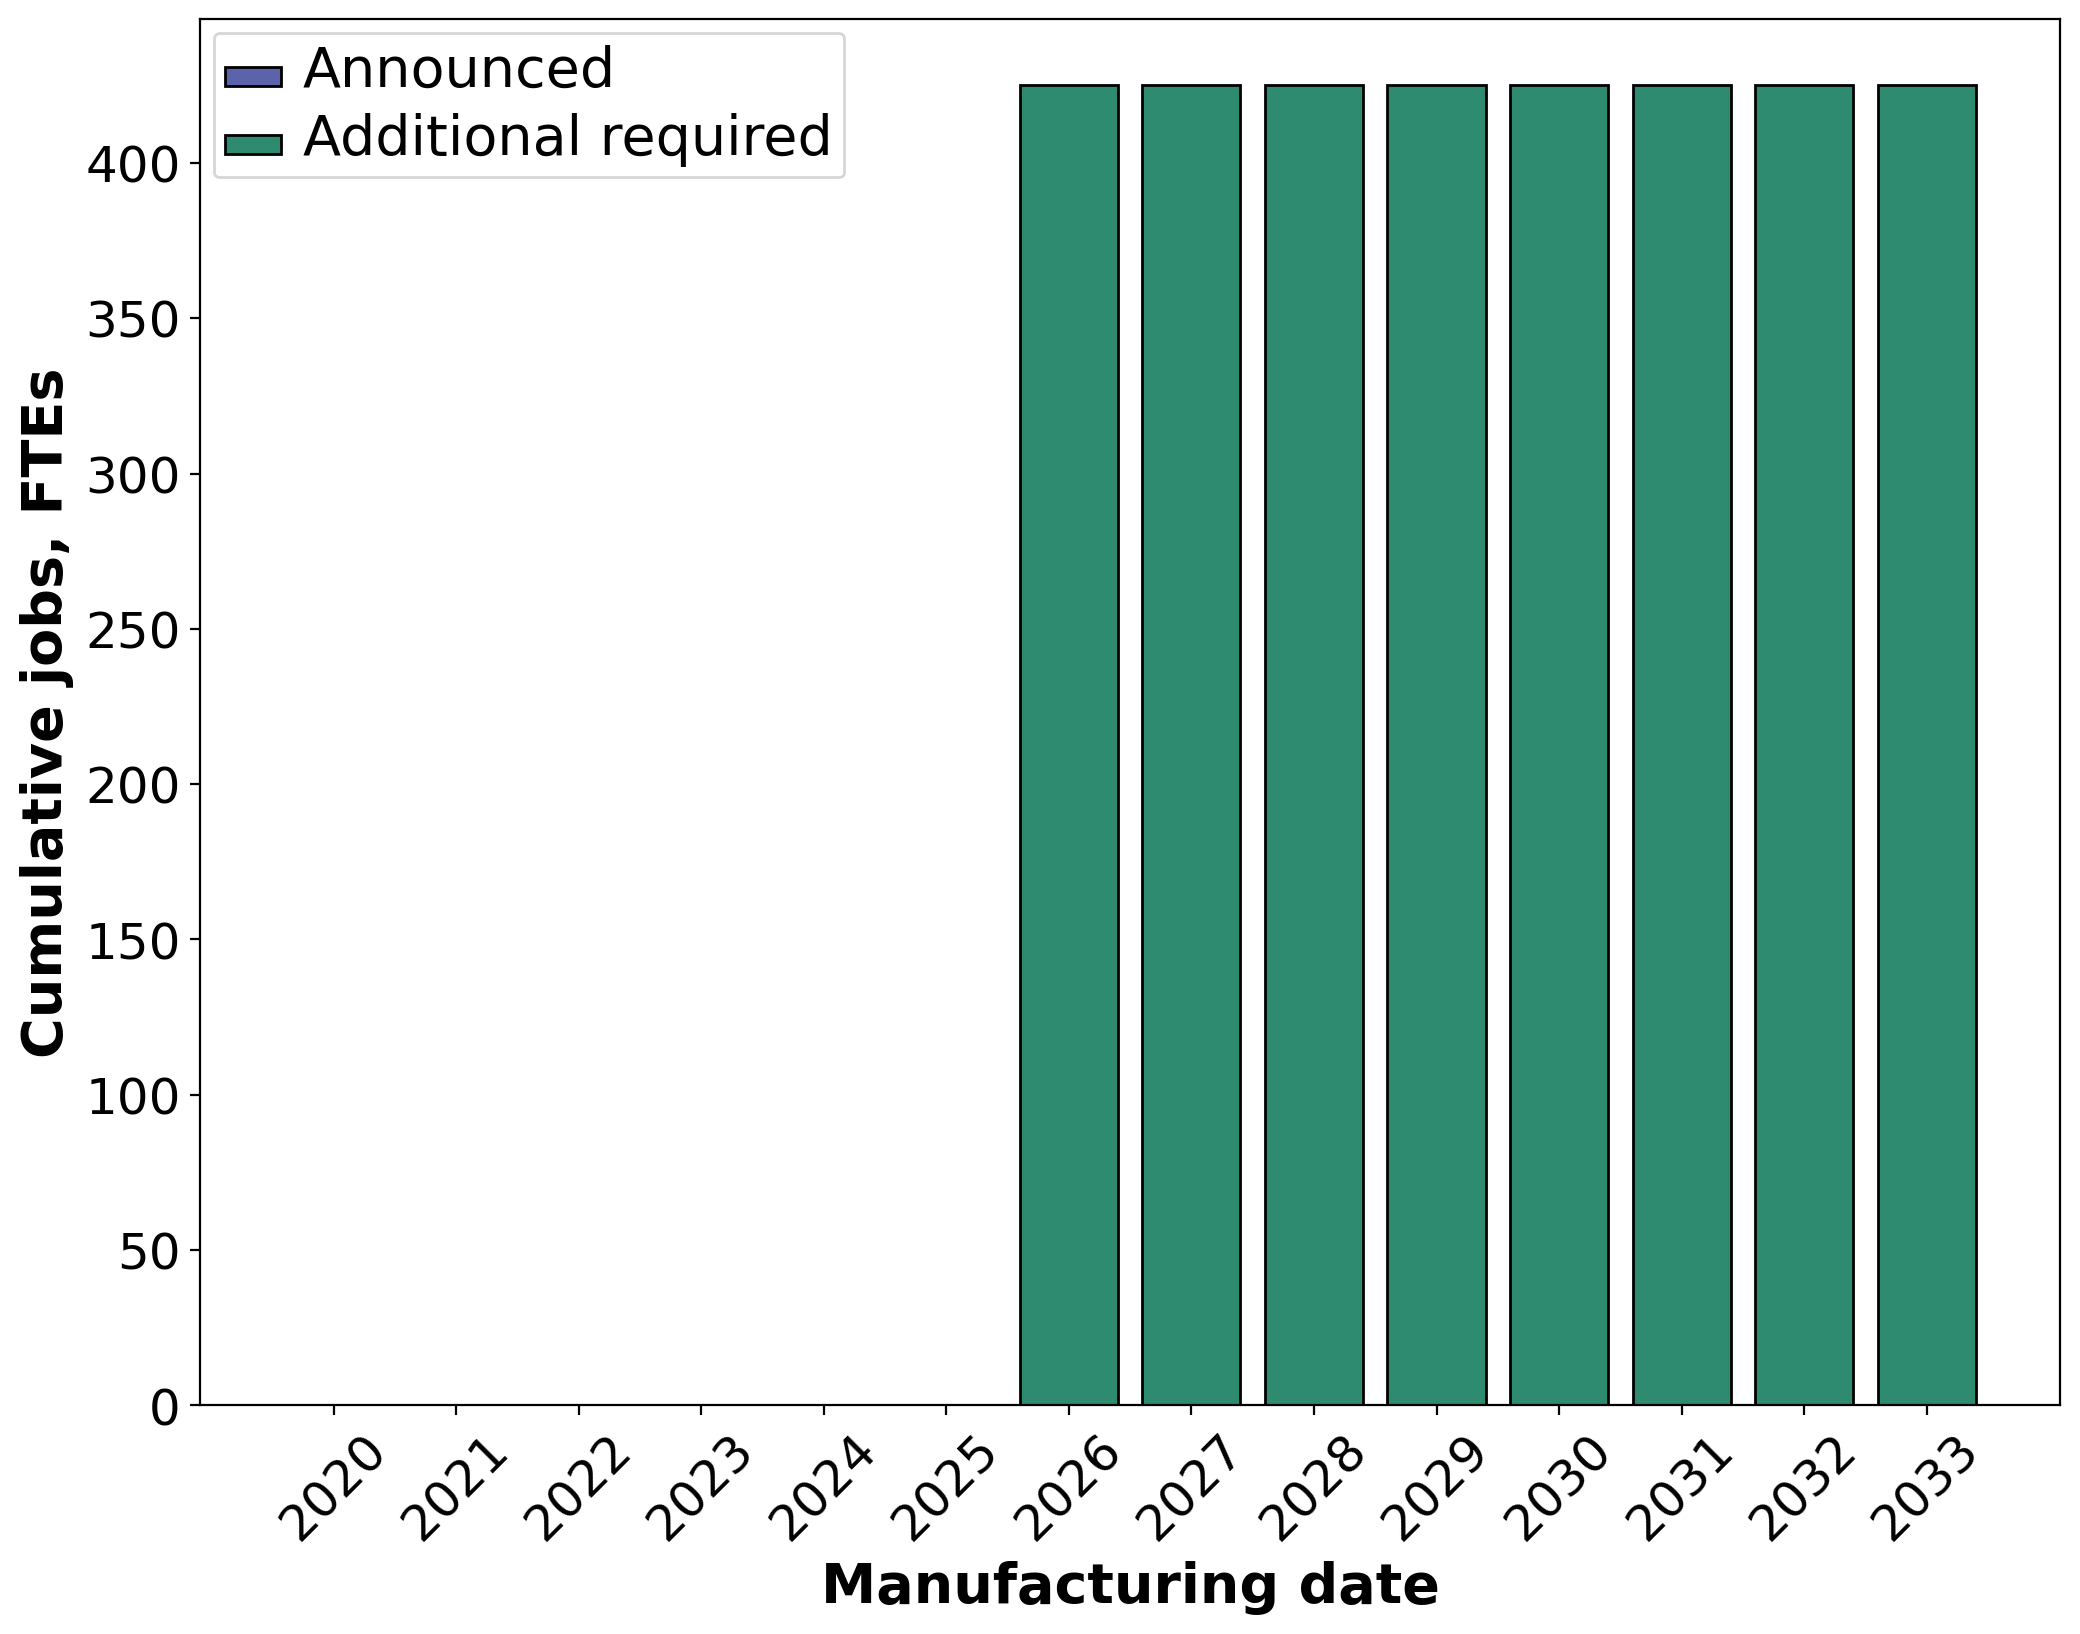 Announced
Additional required
400
350
300
250
200
150
100
50
0
Cumulative jobs, FTEs
2020 2021 2022 2023 2024 2025 2026 2027 2028 2029 2030 2031 2032 2033
Manufacturing date